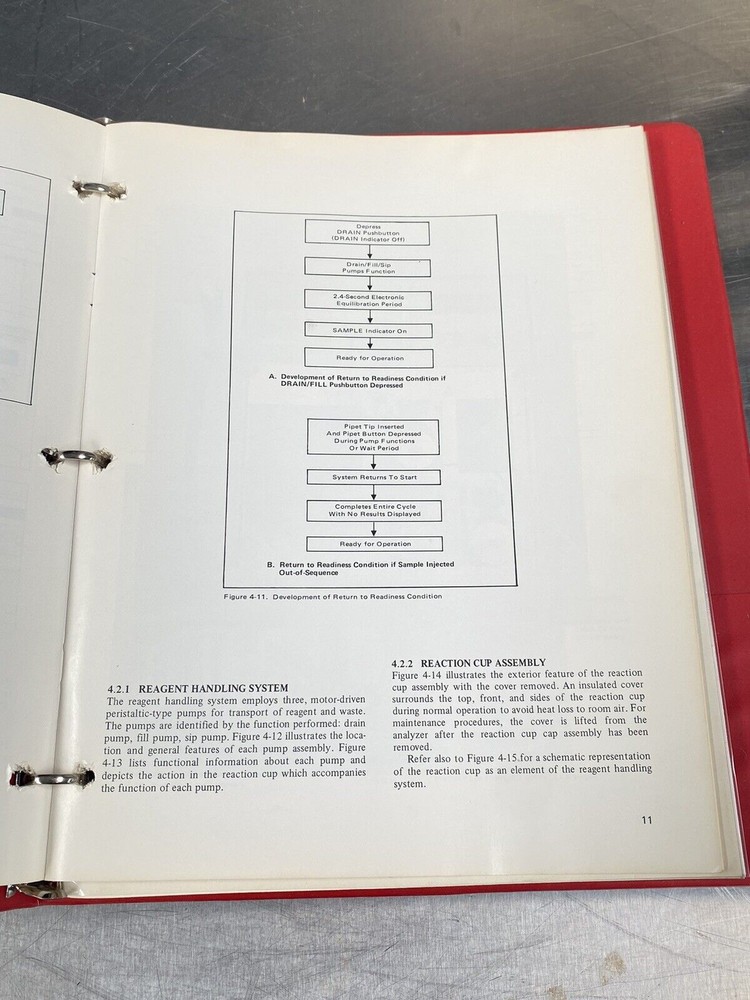 Depress
DRAIN Pushbutton
(DRAIN Indicator Off)
Drain/Fill/Sip
Pumps Function
2.4-Second Electronic
Equilibration Period
SAMPLE Indicator On
Ready for Operation
A. Development of Return to Readiness Condition if
DRAIN/FILL Pushbutton Depressed
Pipet Tip Inserted
And Pipet Button Depressed
During Pump Functions
Or Wait Period
System Returns To Start
Completes Entire Cycle
With No Results Displayed
Ready for Operation
B. Return to Readiness Condition if Sample Injected
Out-of-Sequence
Figure 4-11. Development of Return to Readiness Condition
4.2.1 REAGENT HANDLING SYSTEM
The reagent handling system employs three, motor-driven
peristaltic-type pumps for transport of reagent and waste.
The pumps are identified by the function performed: drain
pump, fill pump, sip pump. Figure 4-12 illustrates the loca-
tion and general features of each pump assembly. Figure
4-13 lists functional information about each pump and
depicts the action in the reaction cup which accompanies
the function of each pump.
4.2.2 REACTION CUP ASSEMBLY
Figure 4-14 illustrates the exterior feature of the reaction
cup assembly with the cover removed. An insulated cover
surrounds the top, front, and sides of the reaction cup
during normal operation to avoid heat loss to room air. For
maintenance procedures, the cover is lifted from the
analyzer after the reaction cup cap assembly has been
removed.
Refer also to Figure 4-15.for a schematic representation
of the reaction cup as an element of the reagent handling
system.
11